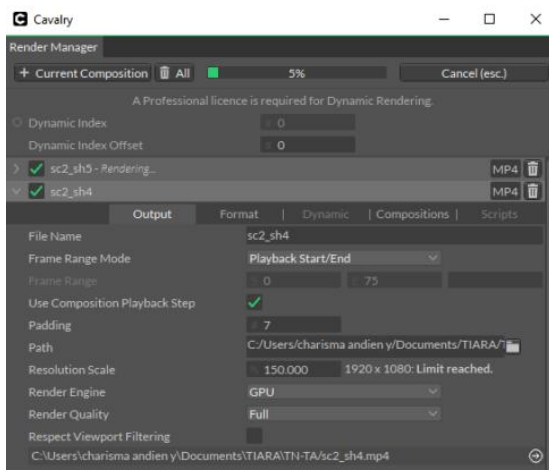 Cavalry
Render Manager
+ Current Composition All 5% Cancel (esc.)
A Professional licence is required for Dynamic Rendering.
Dynamic Index 0
Dynamic Index Offset 0
sc2_sh5 - Rendering... MP4
sc2_sh4 MP4
Output Format | Dynamic | Compositions | Scripts
File Name sc2_sh4
Frame Range Mode Playback Start/End
Frame Range 0 75
Use Composition Playback Step
Padding 7
Path C:/Users/charisma andien y/Documents/TIARA/
Resolution Scale 150.000 1920 x 1080: Limit reached.
Render Engine GPU
Render Quality Full
Respect Viewport Filtering
C:\Users\charisma andien y\Documents\TIARA\TN-TA/sc2_sh4.mp4